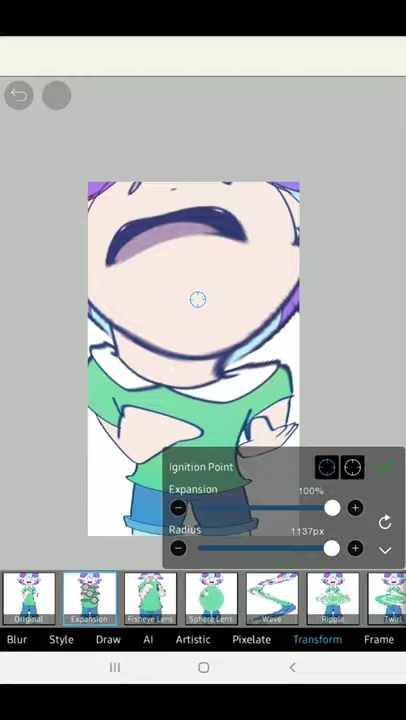 Ignition Point
Expansion 100%
Radius 1137px
Original Expansion Fisheye Lens Sphere Lens Wave Ripple Twirl
Blur Style Draw AI Artistic Pixelate Transform Frame